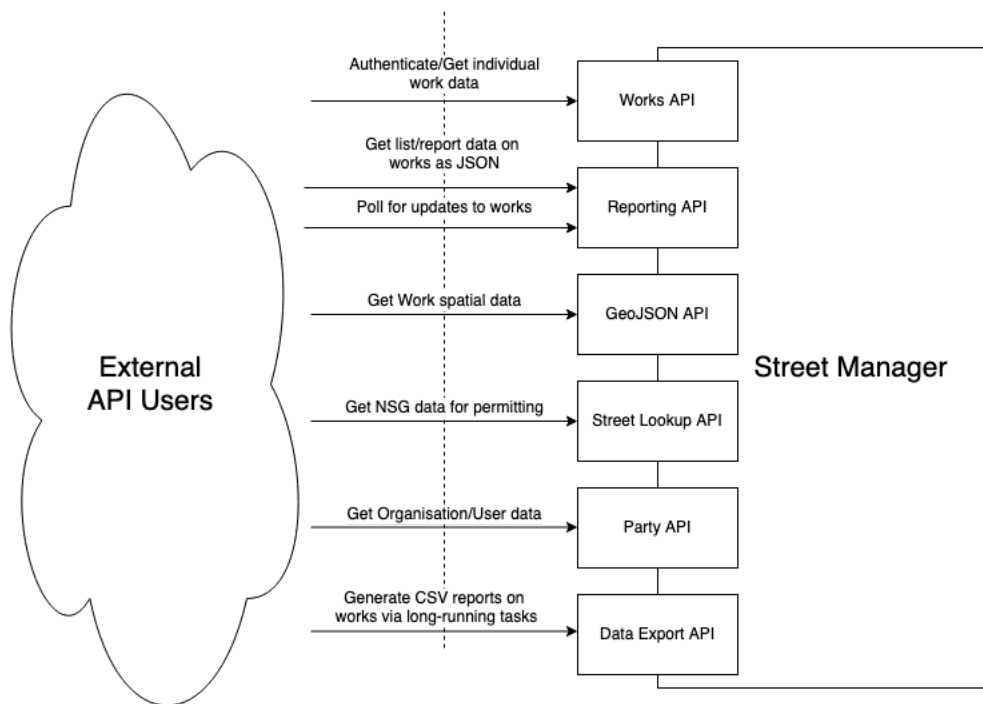 Authenticate/Get individual
work data
Works API
Get list/report data on
works as JSON
Poll for updates to works
Reporting API
Get Work spatial data
GeoJSON API
External
API Users
Street Manager
Get NSG data for permitting
Street Lookup API
Get Organisation/User data
Party API
Generate CSV reports on
works via long-running tasks
Data Export API